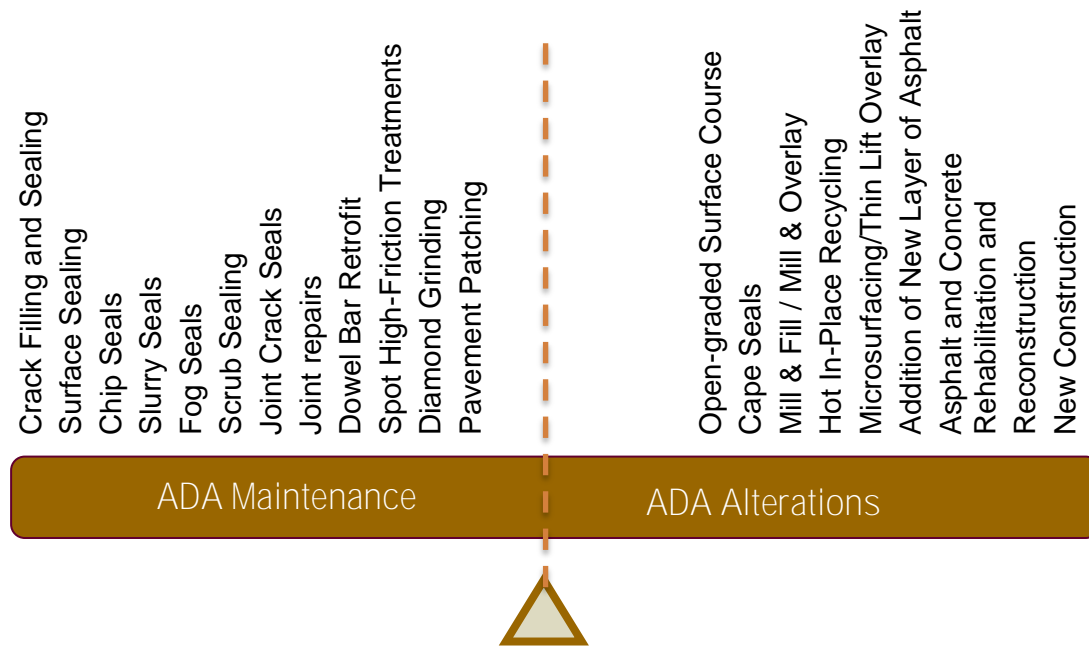 Crack Filling and Sealing
Surface Sealing
Chip Seals
Slurry Seals
Fog Seals
Scrub Sealing
Joint Crack Seals
Joint repairs
Dowel Bar Retrofit
Spot High-Friction Treatments
Diamond Grinding
Pavement Patching
Open-graded Surface Course
Cape Seals
Mill & Fill / Mill & Overlay
Hot In-Place Recycling
Microsurfacing/Thin Lift Overlay
Addition of New Layer of Asphalt
Asphalt and Concrete
Rehabilitation and
Reconstruction
New Construction
ADA Maintenance
ADA Alterations